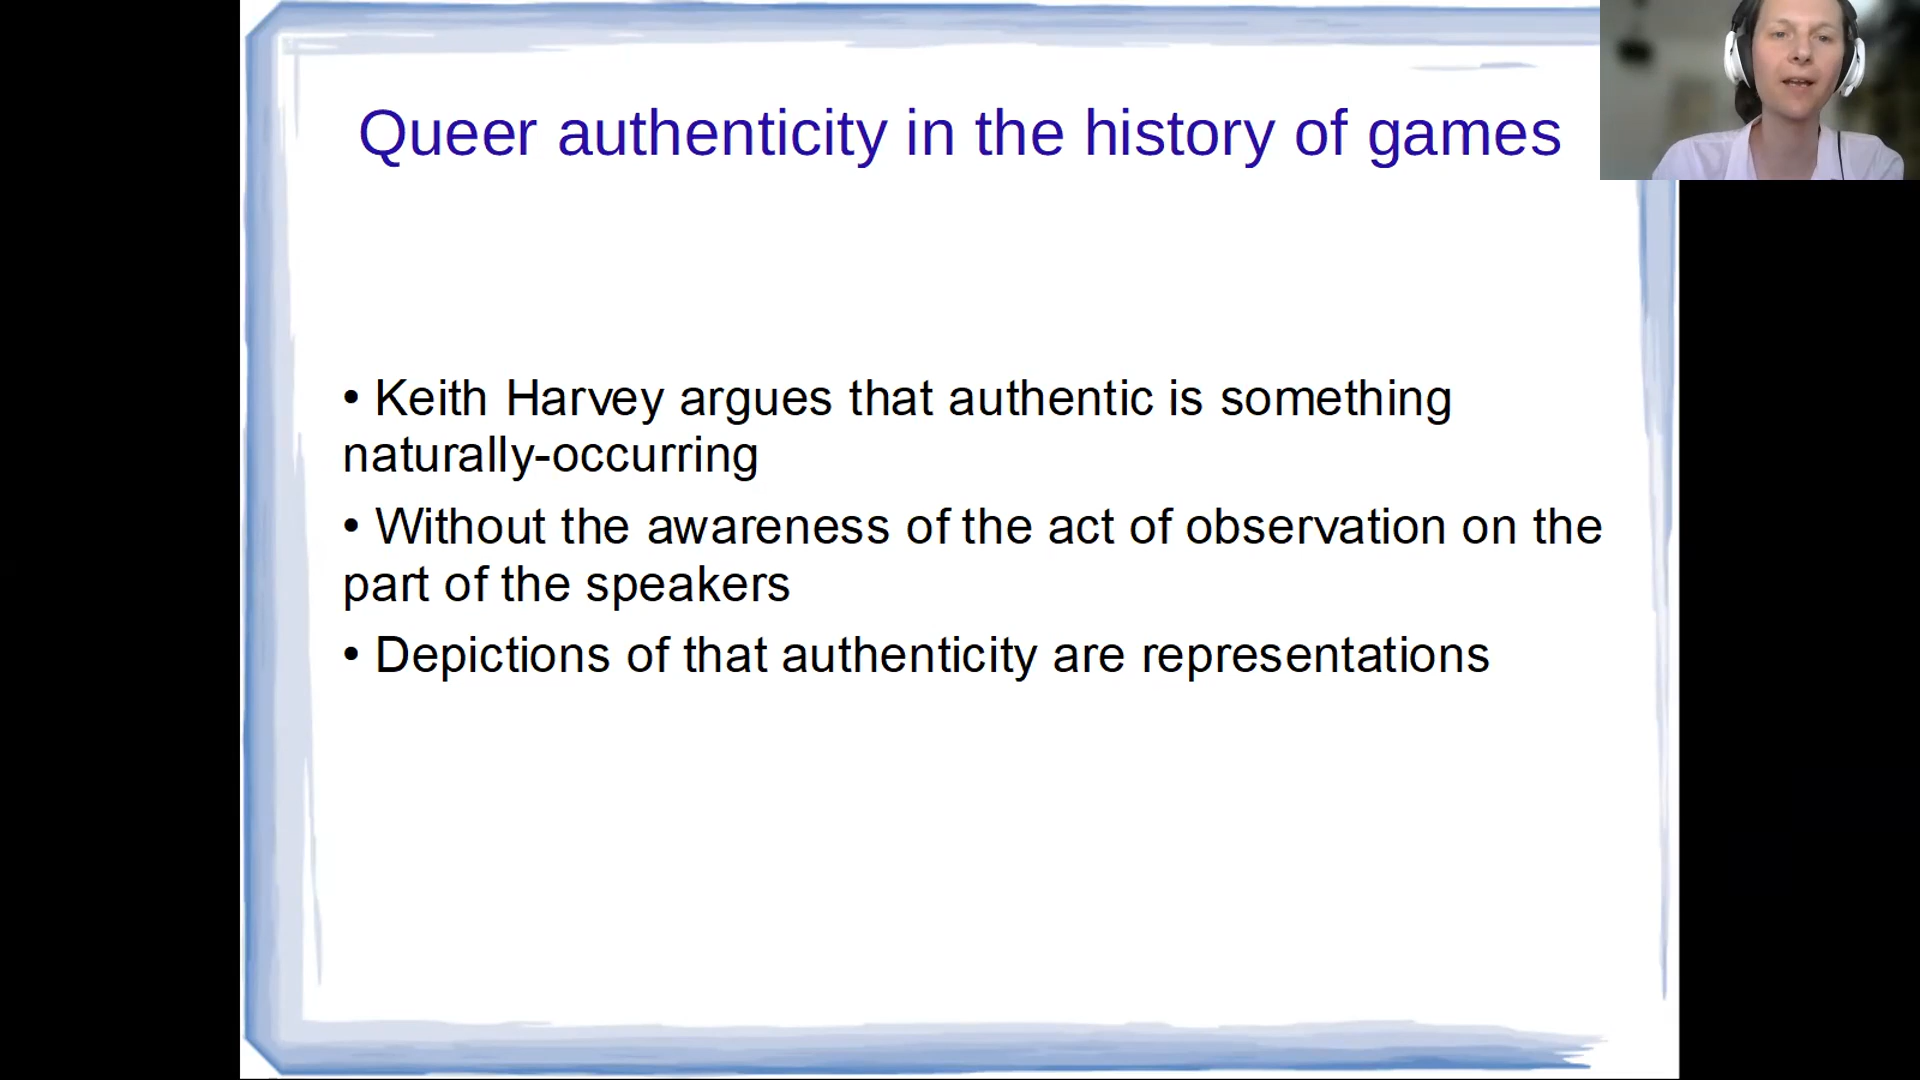 Queer authenticity in the history of games
• Keith Harvey argues that authentic is something
naturally-occurring
• Without the awareness of the act of observation on the
part of the speakers
• Depictions of that authenticity are representations